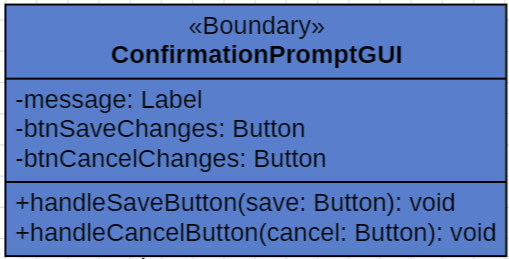 «Boundary»
ConfirmationPromptGUI
-message: Label
-btnSaveChanges: Button
-btnCancelChanges: Button
+handleSaveButton(save: Button): void
+handleCancelButton(cancel: Button): void